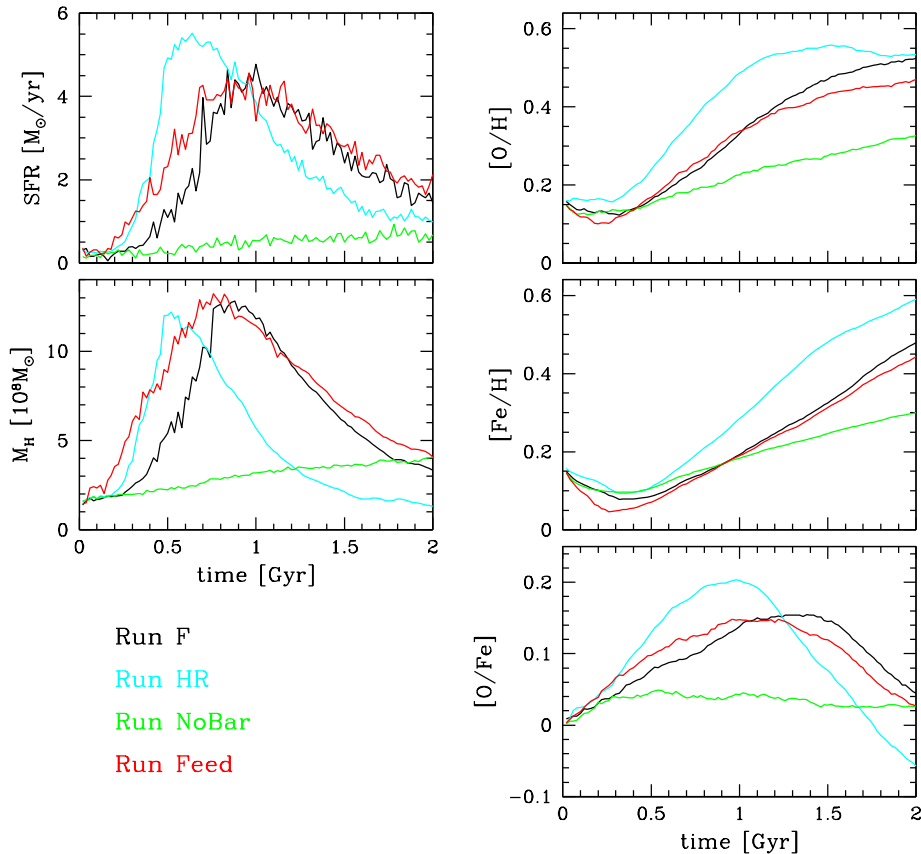 6
4
2
0
SFR [M⊙/yr]
10
5
0
M_H [10⁸M⊙]
0 0.5 1 1.5 2
time [Gyr]
Run F
Run HR
Run NoBar
Run Feed
0.6
0.4
0.2
0
[O/H]
0.6
0.4
0.2
0
[Fe/H]
0.2
0.1
0
−0.1
[O/Fe]
0 0.5 1 1.5 2
time [Gyr]